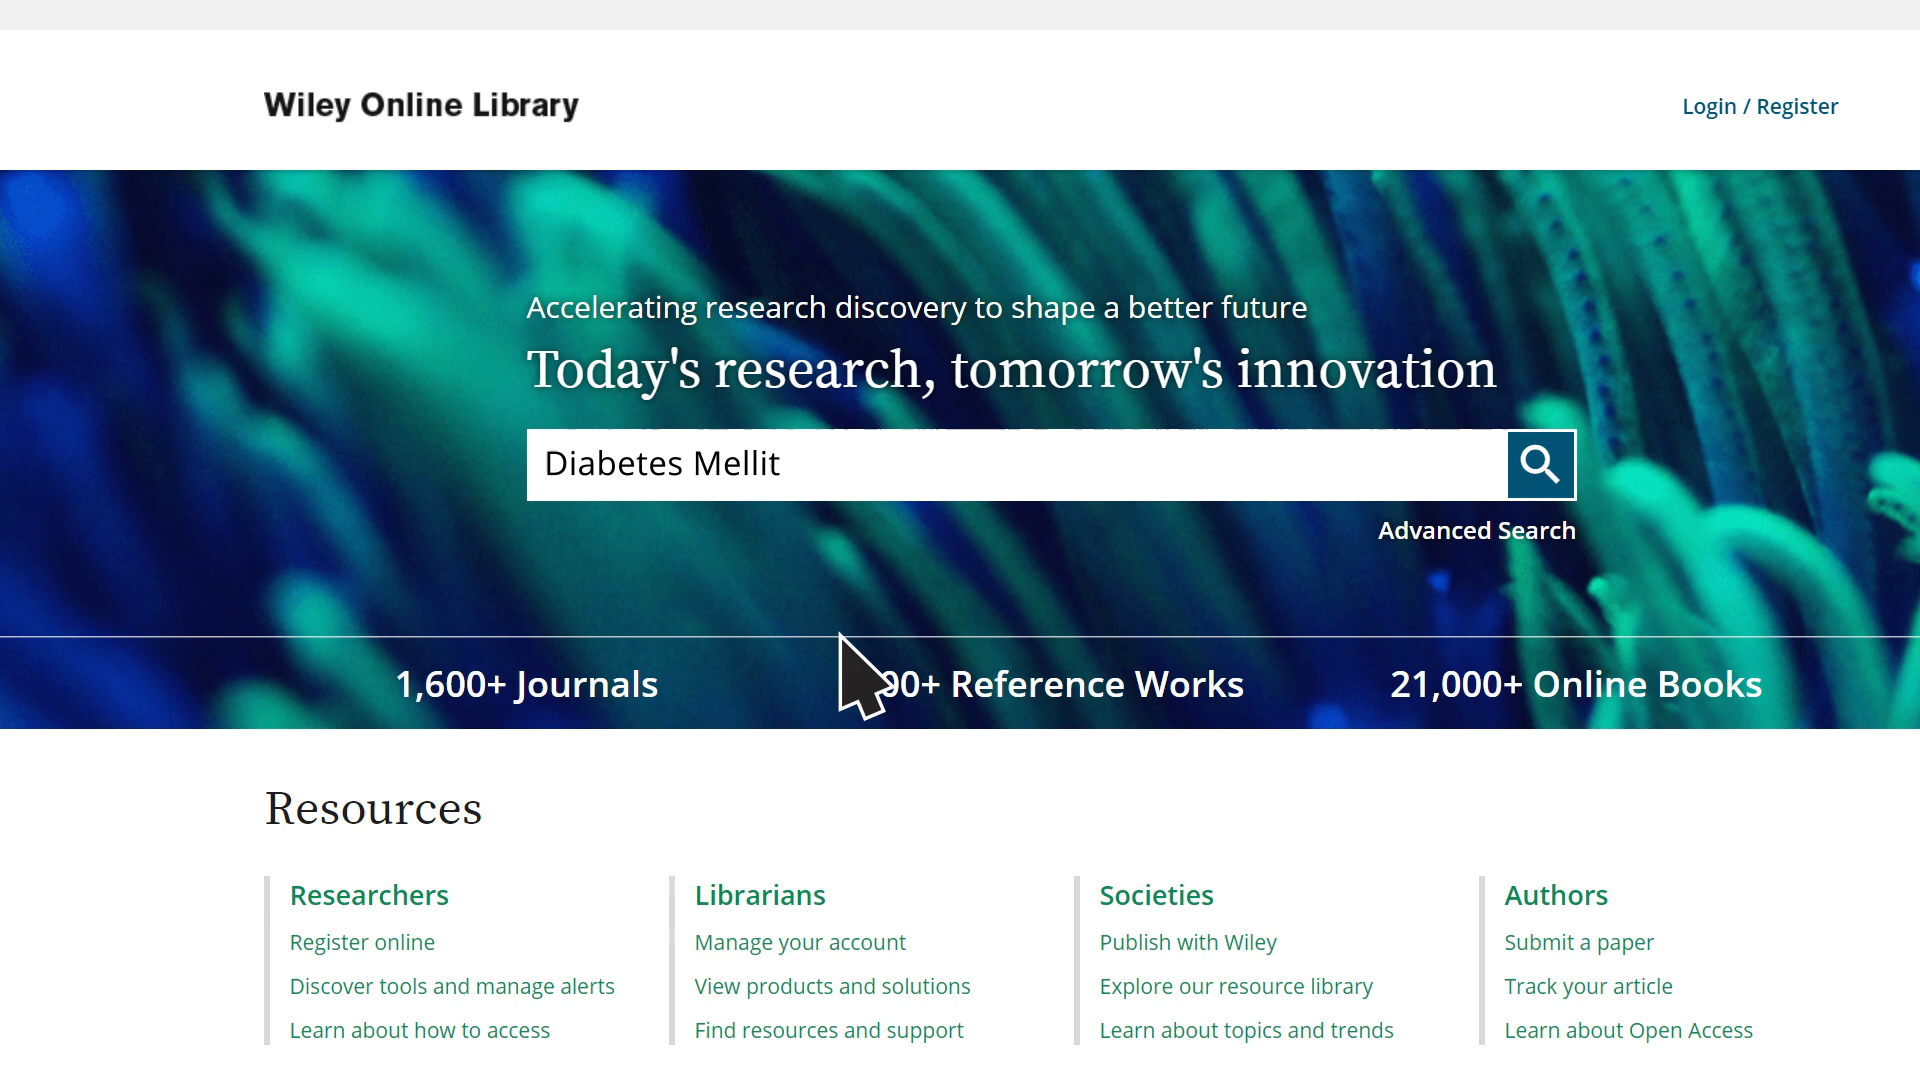 Wiley Online Library
Login / Register
Accelerating research discovery to shape a better future
Today's research, tomorrow's innovation
Diabetes Mellit
Advanced Search
1,600+ Journals
Reference Works
21,000+ Online Books
Resources
Researchers
Register online
Discover tools and manage alerts
Learn about how to access
Librarians
Manage your account
View products and solutions
Find resources and support
Societies
Publish with Wiley
Explore our resource library
Learn about topics and trends
Authors
Submit a paper
Track your article
Learn about Open Access